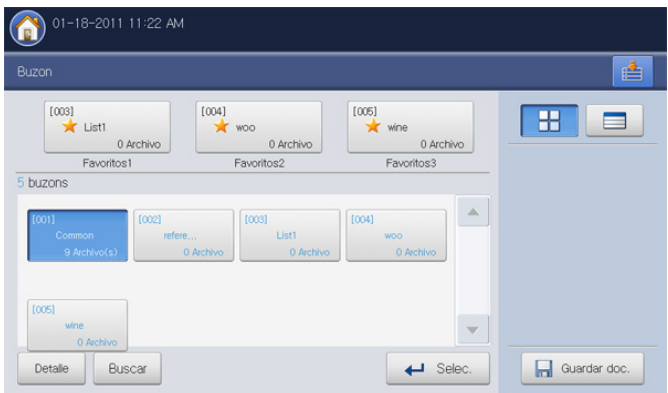 01-18-2011 11:22 AM
Buzon
[003]
List1
0 Archivo
Favoritos1
[004]
woo
0 Archivo
Favoritos2
[005]
wine
0 Archivo
Favoritos3
5 buzons
[001]
Common
9 Archivo(s)
[002]
refere...
0 Archivo
[003]
List1
0 Archivo
[004]
woo
0 Archivo
[005]
wine
0 Archivo
Detalle
Buscar
Selec.
Guardar doc.